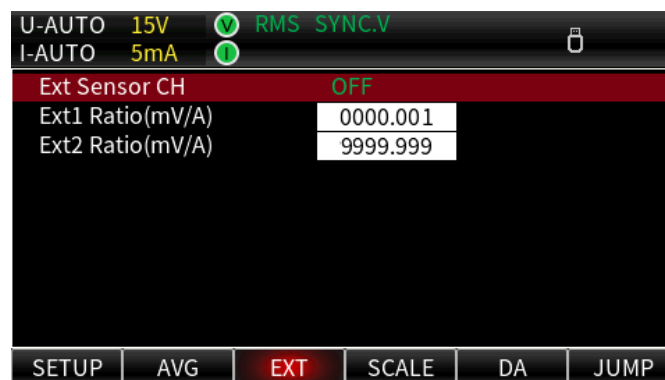 U-AUTO 15V V RMS SYNC.V
I-AUTO 5mA I
Ext Sensor CH OFF
Ext1 Ratio(mV/A) 0000.001
Ext2 Ratio(mV/A) 9999.999
SETUP AVG EXT SCALE DA JUMP